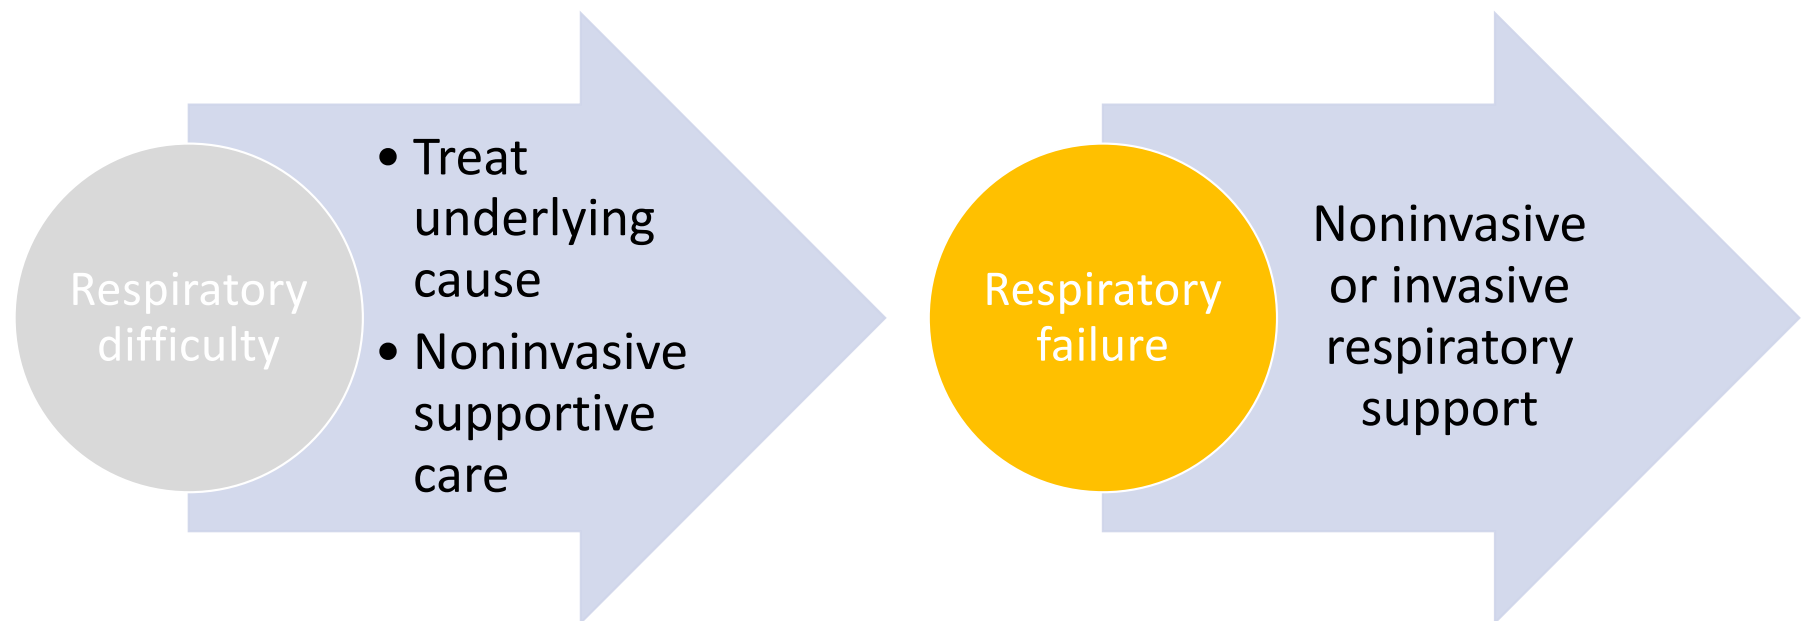 Respiratory
difficulty
• Treat
underlying
cause
• Noninvasive
supportive
care
Respiratory
failure
Noninvasive
or invasive
respiratory
support